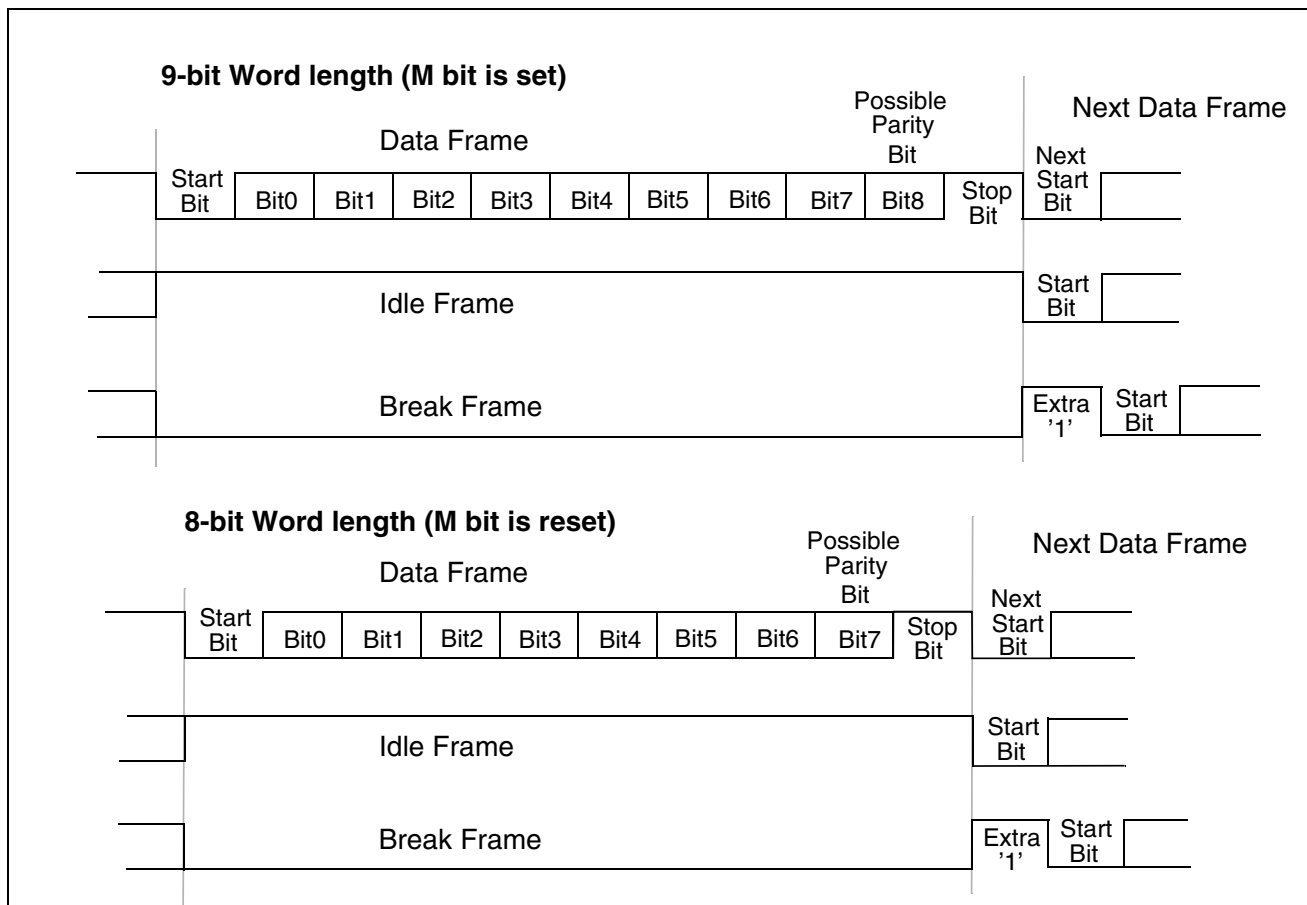 9-bit Word length (M bit is set)
Possible
Parity
Bit
Next Data Frame
Data Frame
Start
Bit
Bit0
Bit1
Bit2
Bit3
Bit4
Bit5
Bit6
Bit7
Bit8
Stop
Bit
Next
Start
Bit
Idle Frame
Start
Bit
Break Frame
Extra
'1'
Start
Bit
8-bit Word length (M bit is reset)
Possible
Parity
Bit
Next Data Frame
Data Frame
Start
Bit
Bit0
Bit1
Bit2
Bit3
Bit4
Bit5
Bit6
Bit7
Stop
Bit
Next
Start
Bit
Idle Frame
Start
Bit
Break Frame
Extra
'1'
Start
Bit